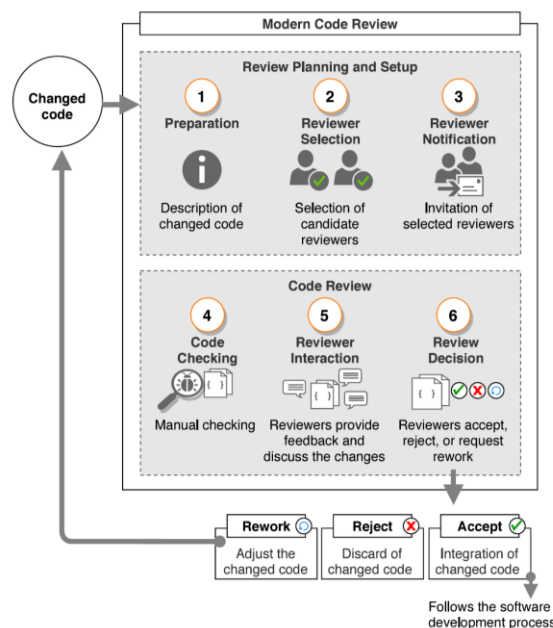 Modern Code Review
Review Planning and Setup
Changed
code
1
Preparation
Description of
changed code
2
Reviewer
Selection
Selection of
candidate
reviewers
3
Reviewer
Notification
Invitation of
selected reviewers
Code Review
4
Code
Checking
{ }
Manual checking
5
Reviewer
Interaction
{ }
Reviewers provide
feedback and
discuss the changes
6
Review
Decision
{ }
Reviewers accept,
reject, or request
rework
Rework
Adjust the
changed code
Reject
Discard of
changed code
Accept
Integration of
changed code
Follows the software
development process